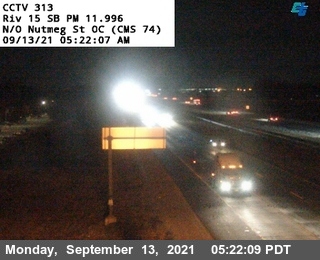 CCTV 313
Riv 15 SB PM 11.996
N/O Nutmeg St OC (CMS 74)
09/13/21 05:22:07 AM
Monday, September 13, 2021 05:22:09 PDT